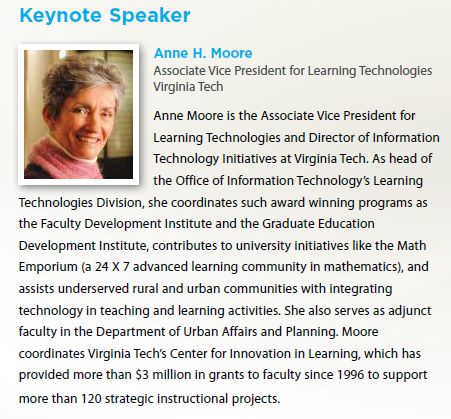 Keynote Speaker
Anne H. Moore
Associate Vice President for Learning Technologies
Virginia Tech
Anne Moore is the Associate Vice President for
Learning Technologies and Director of Information
Technology Initiatives at Virginia Tech. As head of
the Office of Information Technology's Learning
Technologies Division, she coordinates such award winning programs as
the Faculty Development Institute and the Graduate Education
Development Institute, contributes to university initiatives like the Math
Emporium (a 24 X 7 advanced learning community in mathematics), and
assists underserved rural and urban communities with integrating
technology in teaching and learning activities. She also serves as adjunct
faculty in the Department of Urban Affairs and Planning. Moore
coordinates Virginia Tech's Center for Innovation in Learning, which has
provided more than $3 million in grants to faculty since 1996 to support
more than 120 strategic instructional projects.